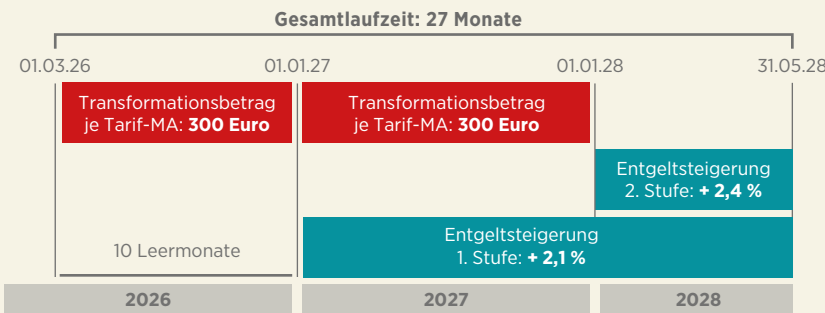 Gesamtlaufzeit: 27 Monate
01.03.26
01.01.27
01.01.28
31.05.28
Transformationsbetrag
je Tarif-MA: 300 Euro
Transformationsbetrag
je Tarif-MA: 300 Euro
Entgeltsteigerung
2. Stufe: + 2,4 %
10 Leermonate
Entgeltsteigerung
1. Stufe: + 2,1 %
2026
2027
2028